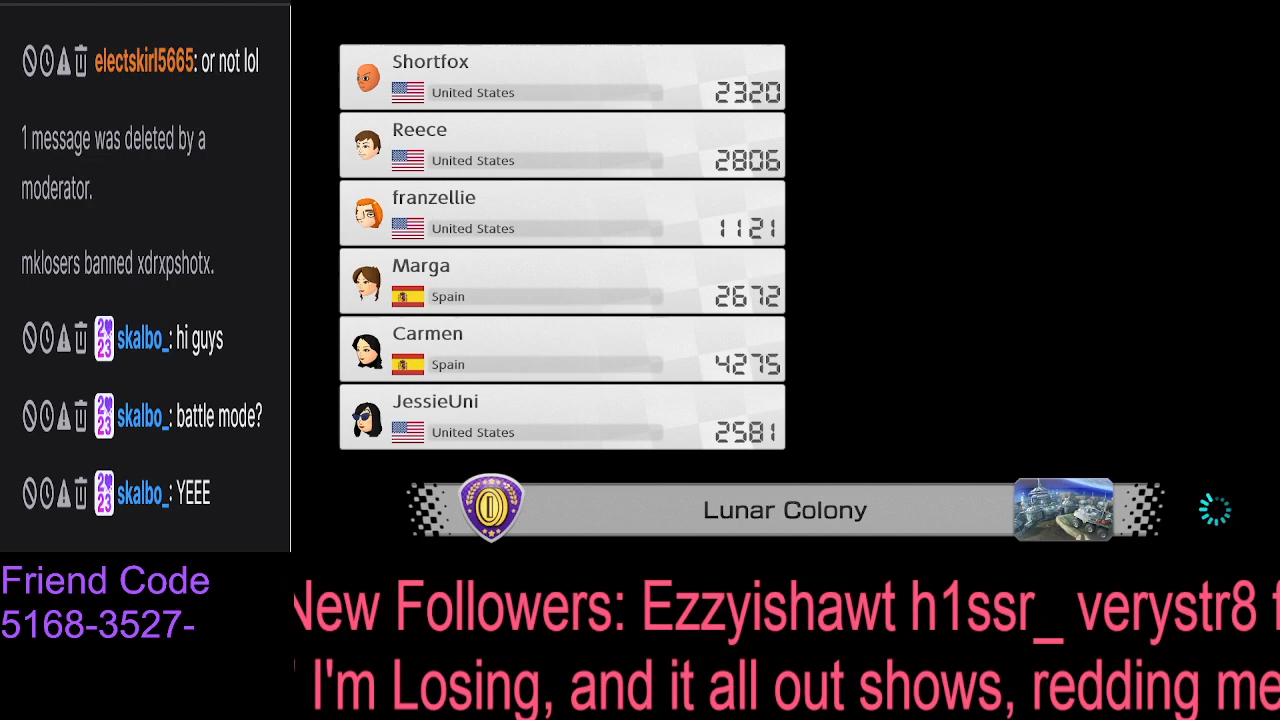 electskirl5665: or not lol
1 message was deleted by a
moderator.
mklosers banned xdrxpshotx.
skalbo_: hi guys
skalbo_: battle mode?
skalbo_: YEEE
Friend Code
5168-3527-
Shortfox
United States 2320
Reece
United States 2806
franzellie
United States 1121
Marga
Spain 2672
Carmen
Spain 4275
JessieUni
United States 2581
Lunar Colony
New Followers: Ezzyishawt h1ssr_ verystr8 f
I'm Losing, and it all out shows, redding me